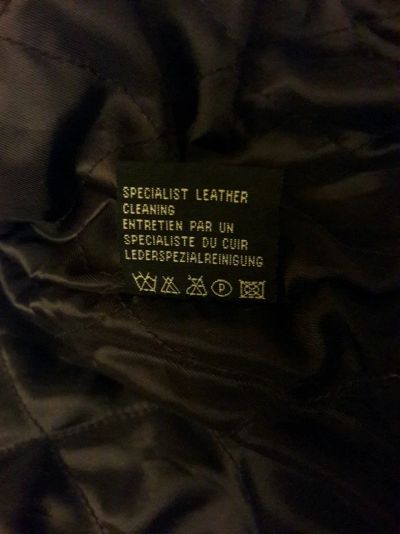 SPECIALIST LEATHER
CLEANING
ENTRETIEN PAR UN
SPECIALISTE DU CUIR
LEDERSPEZIALREINIGUNG
P